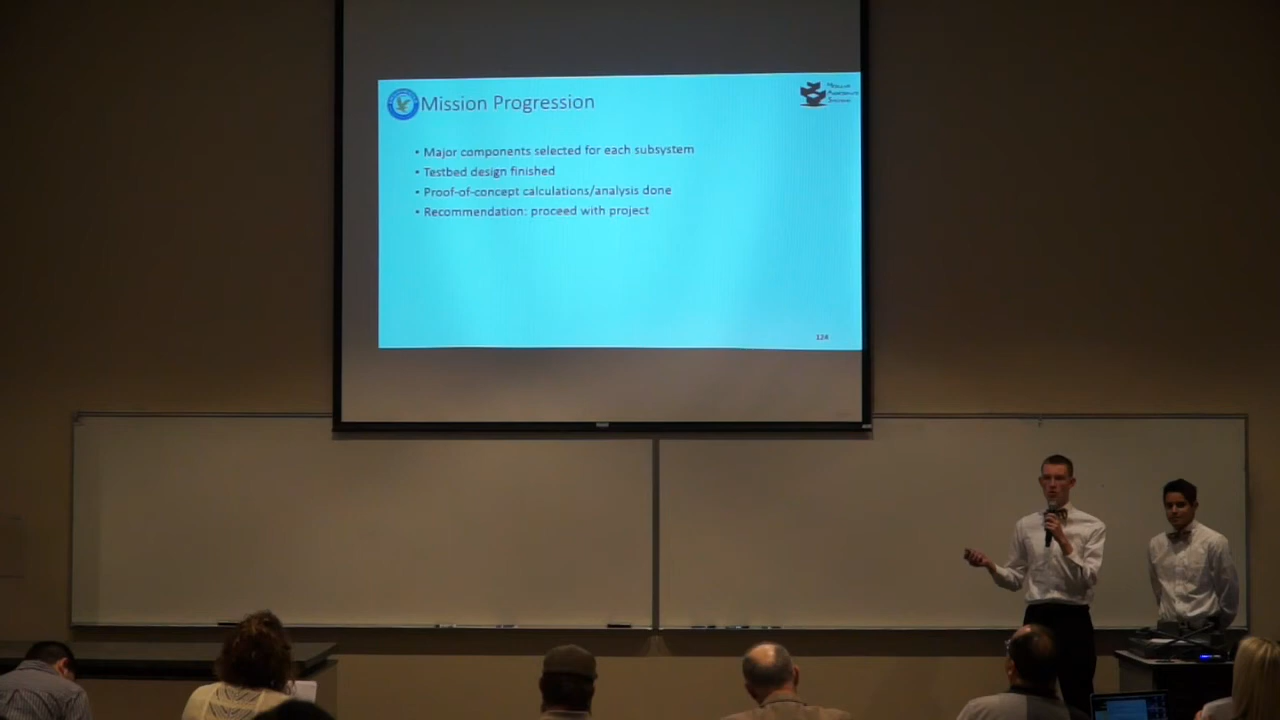 Mission Progression
• Major components selected for each subsystem
• Testbed design finished
• Proof-of-concept calculations/analysis done
• Recommendation: proceed with project
124